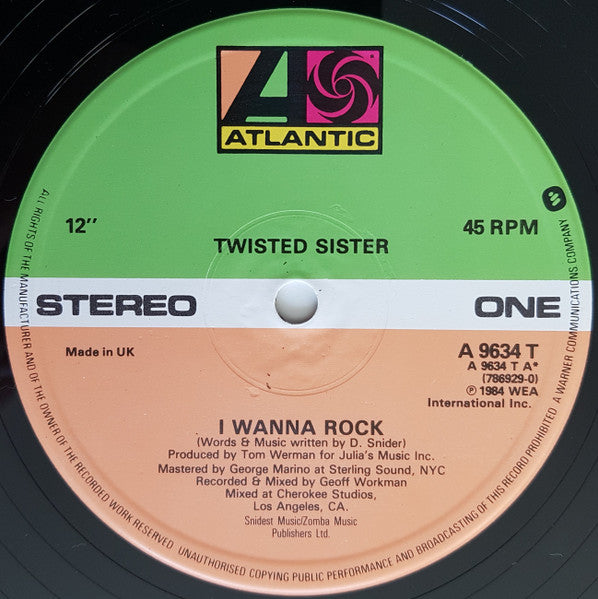 ATLANTIC
12"
TWISTED SISTER
45 RPM
STEREO
ONE
Made in UK
A 9634 T
A 9634 T A*
(786929-0)
℗ 1984 WEA
International Inc.
I WANNA ROCK
(Words & Music written by D. Snider)
Produced by Tom Werman for Julia's Music Inc.
Mastered by George Marino at Sterling Sound, NYC
Recorded & Mixed by Geoff Workman
Mixed at Cherokee Studios,
Los Angeles, CA.
Snidest Music/Zomba Music
Publishers Ltd.
ALL RIGHTS OF THE MANUFACTURER AND OF THE OWNER OF THE RECORDED WORK RESERVED UNAUTHORISED COPYING PUBLIC PERFORMANCE AND BROADCASTING OF THIS RECORD PROHIBITED A WARNER COMMUNICATIONS COMPANY